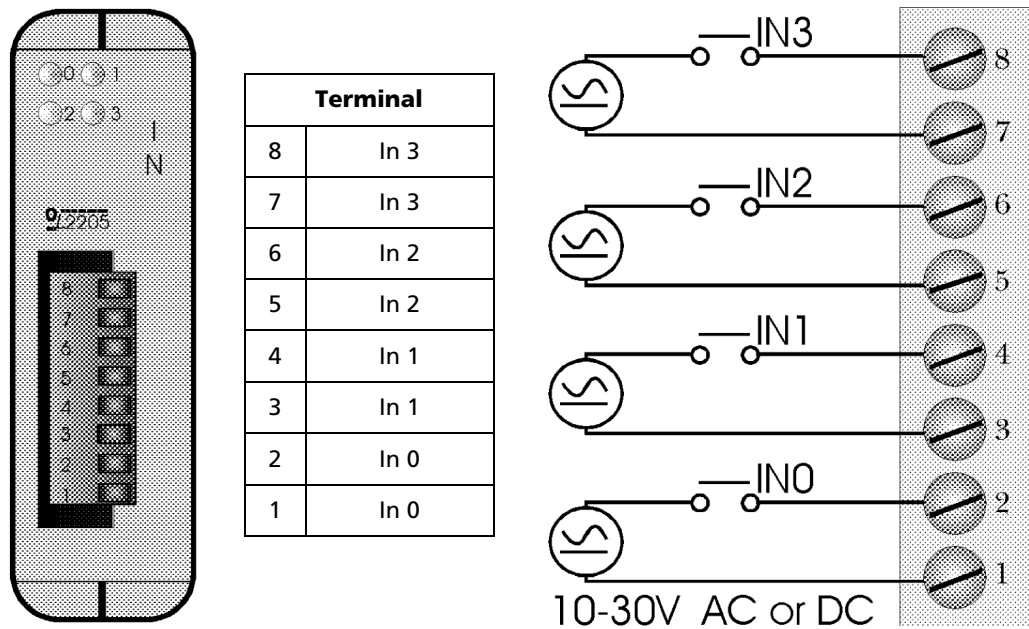 0 1
2 3
I
N
2205
8
7
6
5
4
3
2
1
Terminal
8 In 3
7 In 3
6 In 2
5 In 2
4 In 1
3 In 1
2 In 0
1 In 0
IN3
8
7
IN2
6
5
IN1
4
3
IN0
2
1
10-30V AC or DC